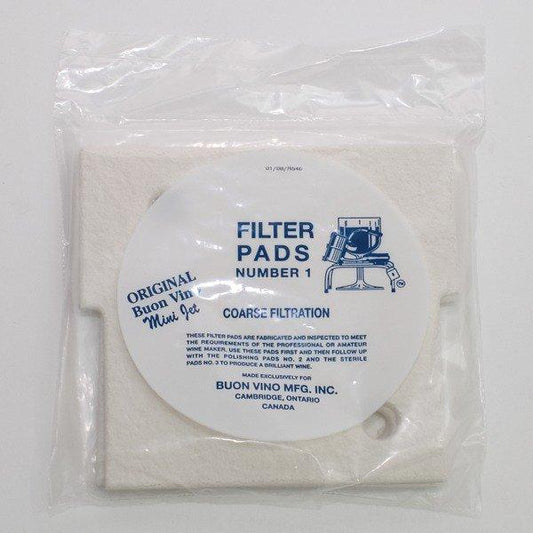 FILTER
PADS
NUMBER 1
TM
ORIGINAL
Buon Vino
Mini Jet
COARSE FILTRATION
THESE FILTER PADS ARE FABRICATED AND INSPECTED TO MEET
THE REQUIREMENTS OF THE PROFESSIONAL OR AMATEUR
WINE MAKER. USE THESE PADS FIRST AND THEN FOLLOW UP
WITH THE POLISHING PADS NO. 2 AND THE STERILE
PADS NO. 3 TO PRODUCE A BRILLIANT WINE.
MADE EXCLUSIVELY FOR
BUON VINO MFG. INC.
CAMBRIDGE, ONTARIO
CANADA